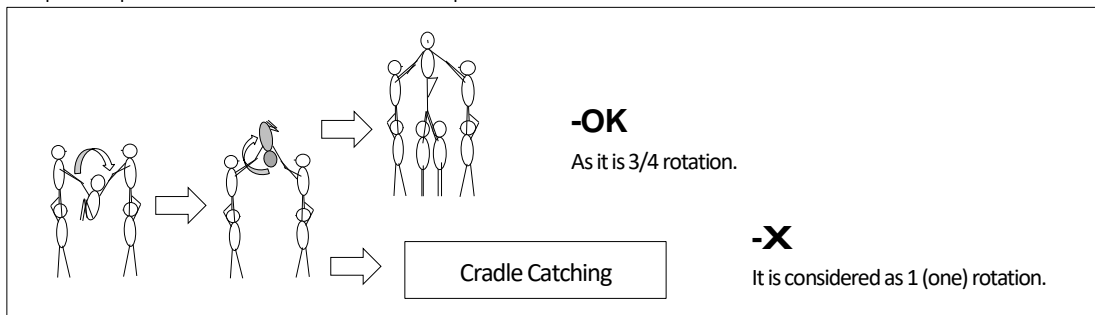 -OK
As it is 3/4 rotation.
-X
Cradle Catching
It is considered as 1 (one) rotation.